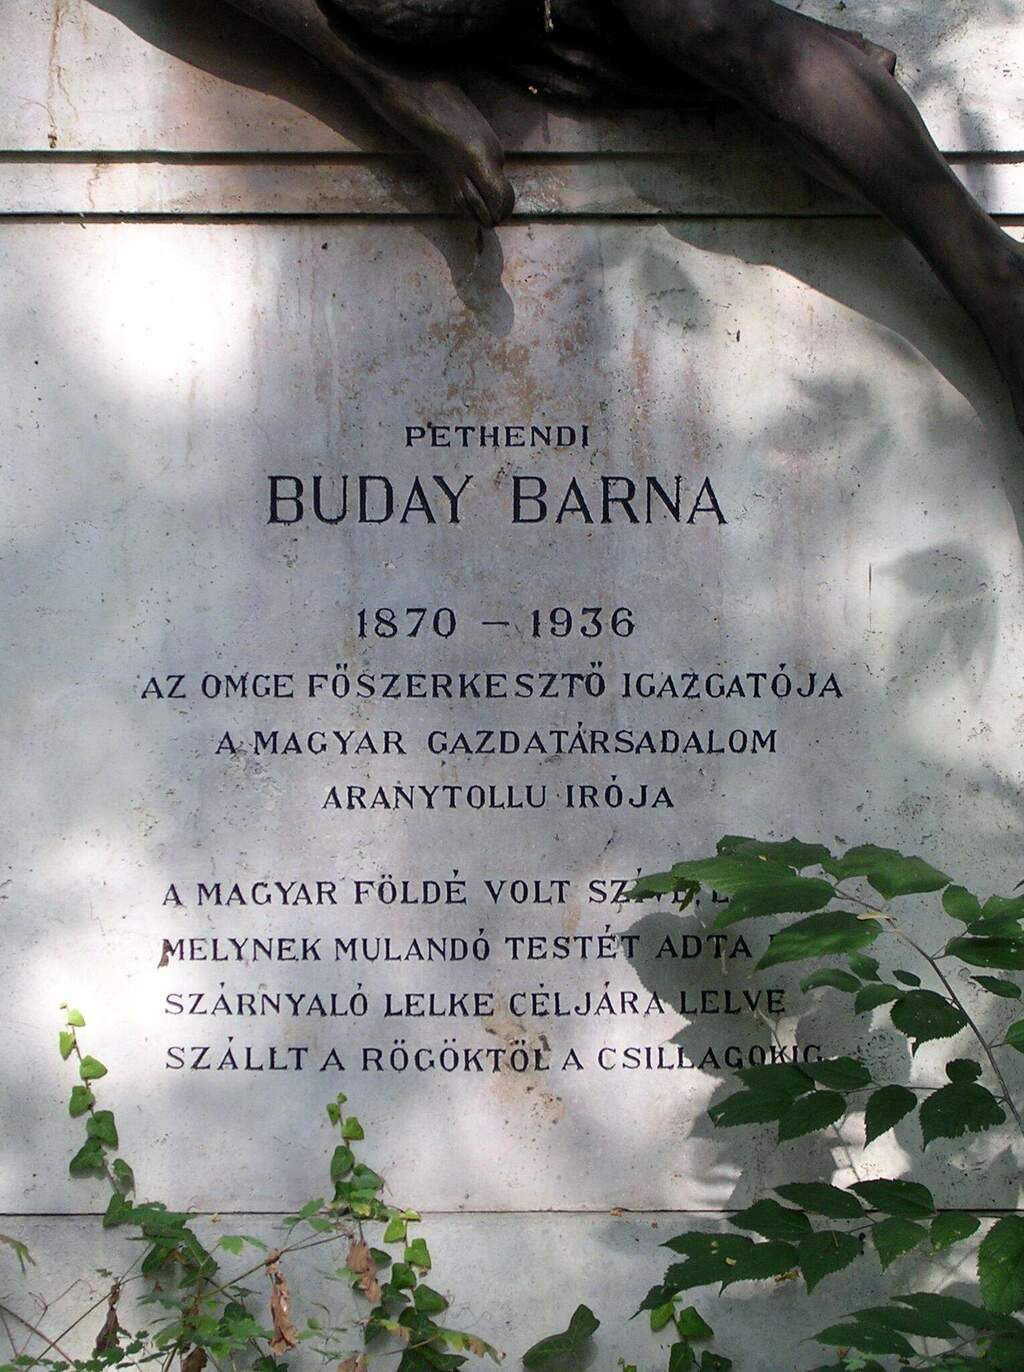 PETHENDI
BUDAY BARNA
1870 – 1936
AZ OMGE FŐSZERKESZTŐ IGAZGATÓJA
A MAGYAR GAZDATÁRSADALOM
ARANYTOLLU IRÓJA
A MAGYAR FÖLDÉ VOLT
MELYNEK MULANDÓ TESTÉT ADTA
SZÁRNYALÓ LELKE CÉLJÁRA LELVE
SZÁLLT A RÖGÖKTŐL A CSILLAGOKIG